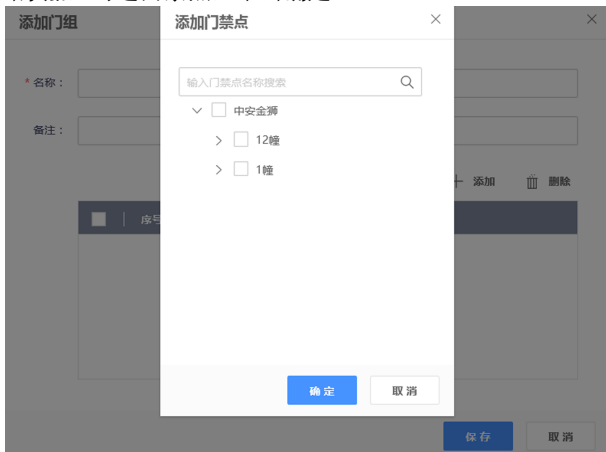 添加门组
添加门禁点
* 名称：
输入门禁点名称搜索
中安金狮
备注：
12幢
1幢
添加 删除
序号
确定 取消
保存 取消